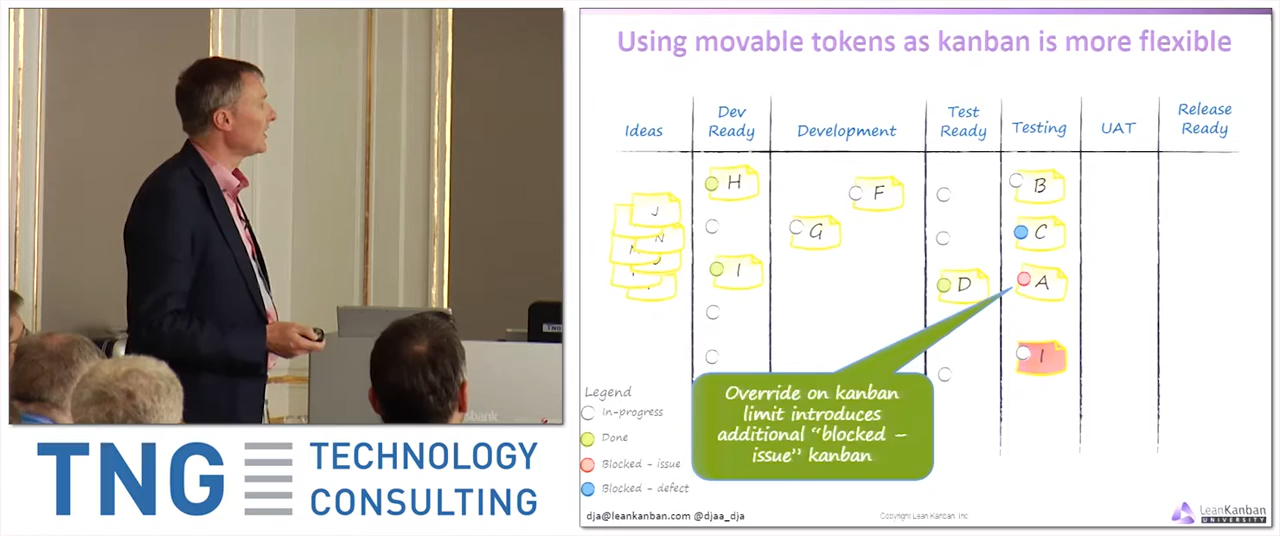 Using movable tokens as kanban is more flexible
Ideas
Dev
Ready
Development
Test
Ready
Testing
UAT
Release
Ready
H
F
B
J
G
C
N
I
D
A
I
Override on kanban
limit introduces
additional “blocked –
issue” kanban
Legend
In-progress
Done
Blocked - issue
Blocked - defect
dja@leankanban.com @djaa_dja
Copyright Lean Kanban Inc
LeanKanban
UNIVERSITY
TNG
TECHNOLOGY
CONSULTING
TNG